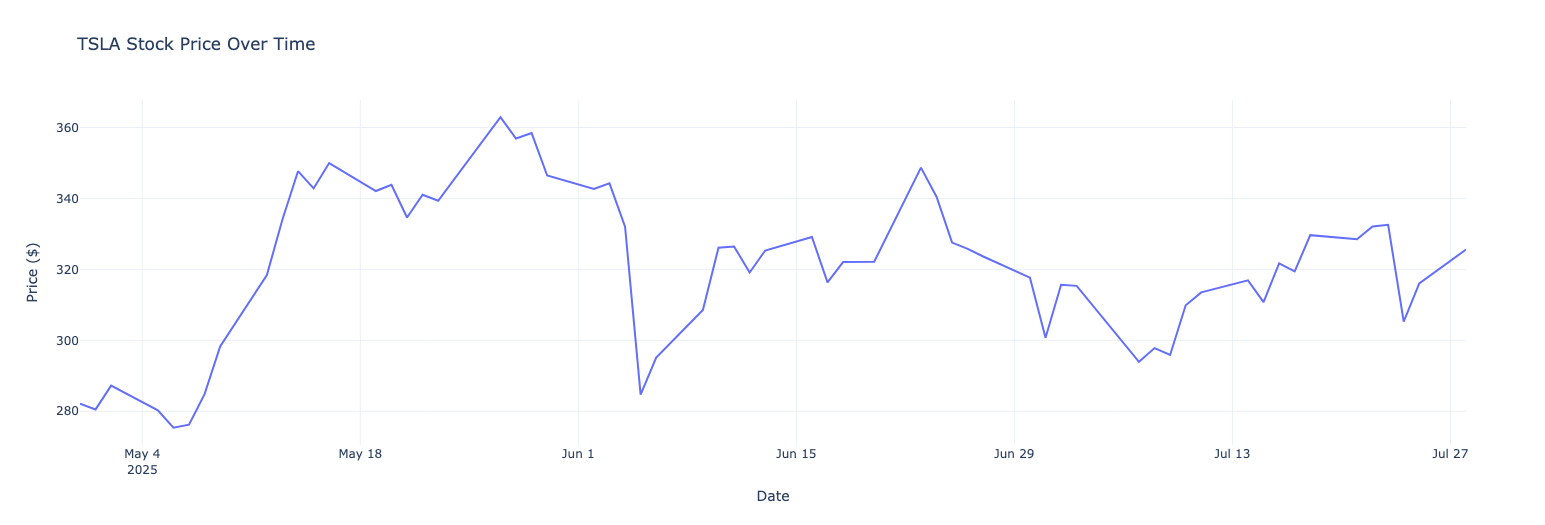 TSLA Stock Price Over Time
Price ($)
360
340
320
300
280
May 4
2025
May 18
Jun 1
Jun 15
Jun 29
Jul 13
Jul 27
Date